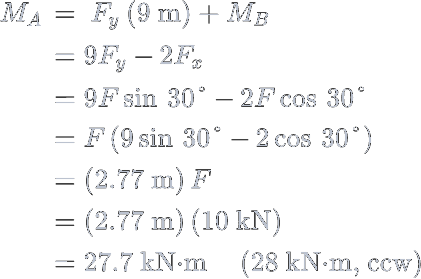 M_A = F_y (9 m) + M_B
= 9F_y − 2F_x
= 9F sin 30° − 2F cos 30°
= F (9 sin 30° − 2 cos 30°)
= (2.77 m) F
= (2.77 m) (10 kN)
= 27.7 kN·m (28 kN·m, ccw)